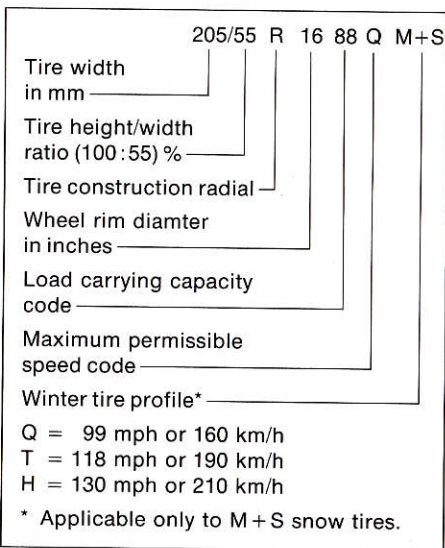 205/55 R 16 88 Q M+S
Tire width
in mm
Tire height/width
ratio (100:55) %
Tire construction radial
Wheel rim diamter
in inches
Load carrying capacity
code
Maximum permissible
speed code
Winter tire profile*
Q = 99 mph or 160 km/h
T = 118 mph or 190 km/h
H = 130 mph or 210 km/h
* Applicable only to M+S snow tires.